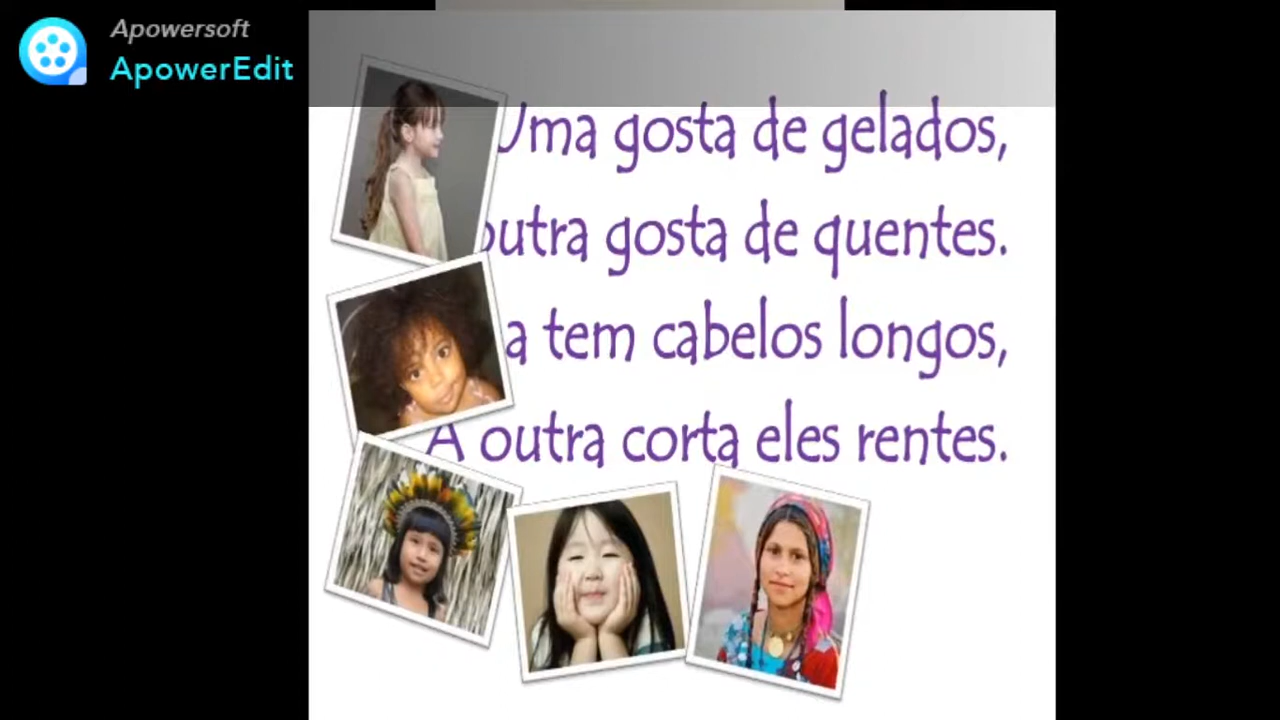 Apowersoft
ApowerEdit
Uma gosta de gelados,
outra gosta de quentes.
a tem cabelos longos,
A outra corta eles rentes.